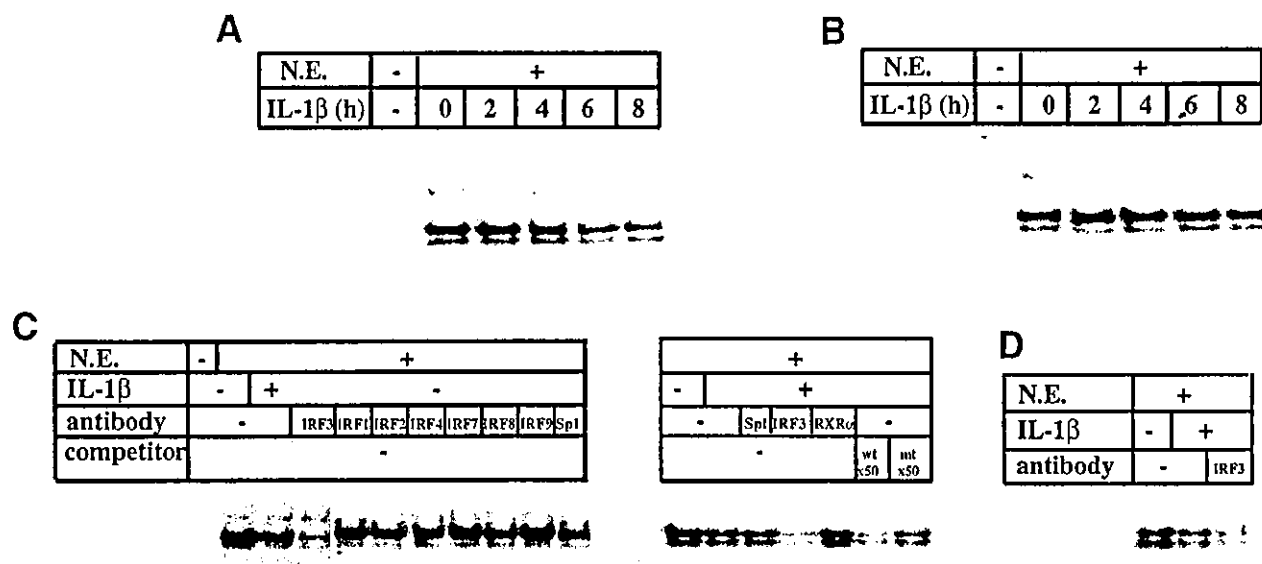 A
N.E. - +
IL-1β (h) - 0 2 4 6 8
B
N.E. - +
IL-1β (h) - 0 2 4 6 8
C
N.E. - +
IL-1β - + -
antibody - IRF3 IRF1 IRF2 IRF4 IRF7 IRF8 IRF9 Sp1
competitor -
+
- +
- Sp1 IRF3 RXRα -
- wt x50 mt x50
D
N.E. +
IL-1β - +
antibody - IRF3